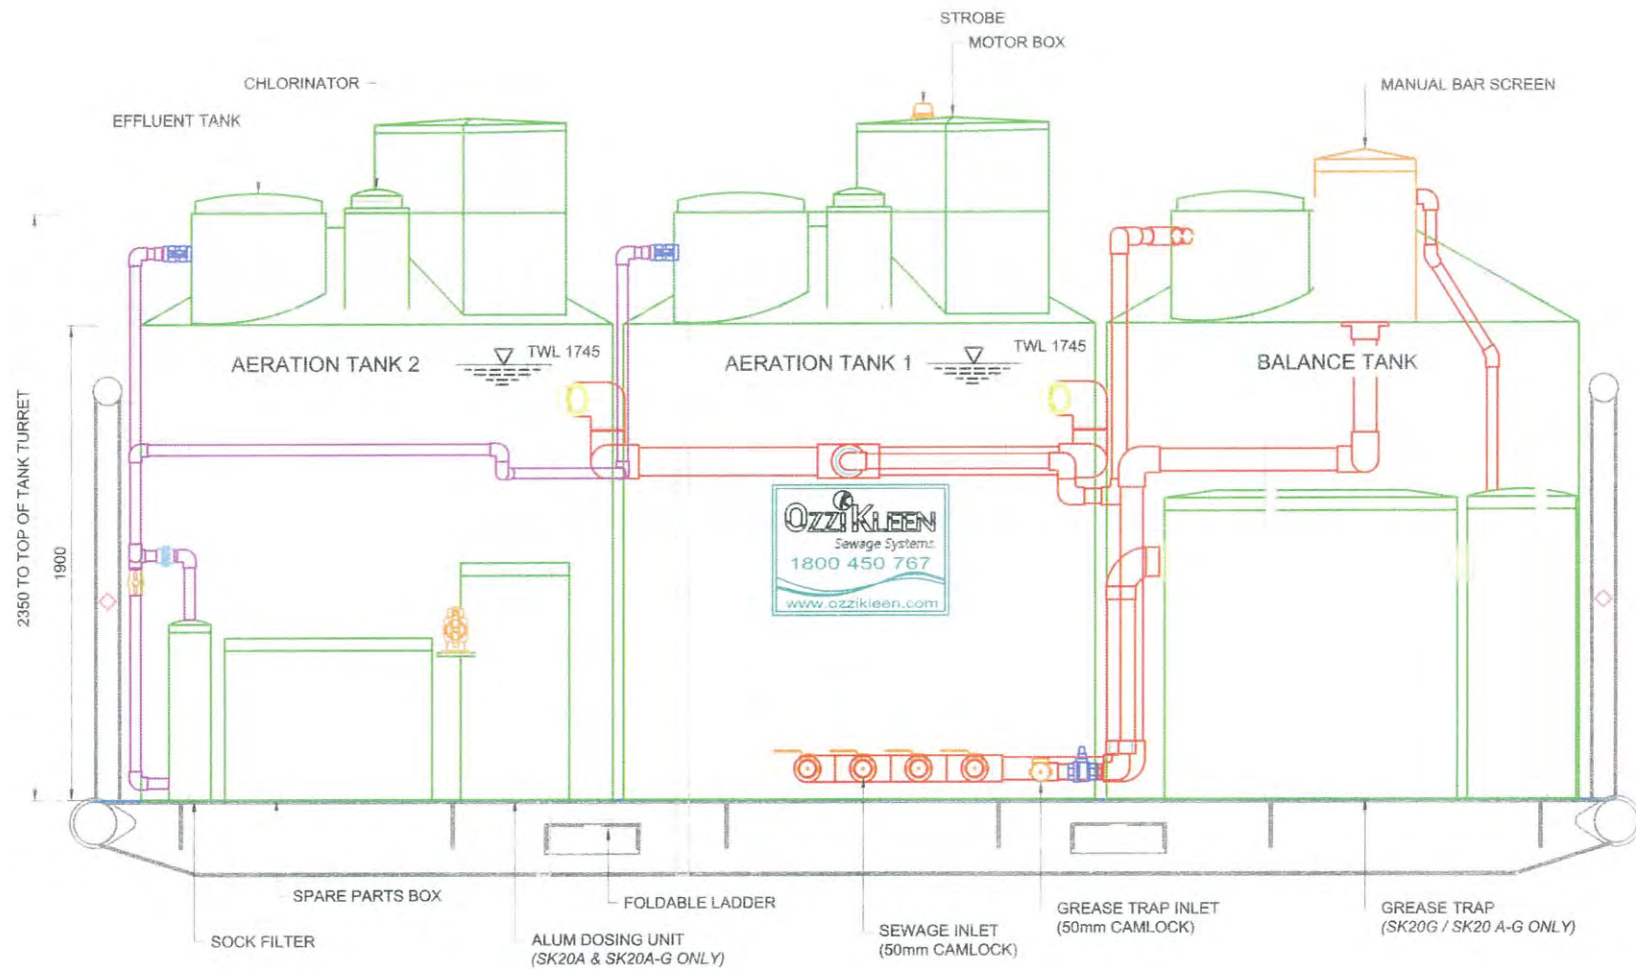 STROBE
MOTOR BOX
CHLORINATOR
MANUAL BAR SCREEN
EFFLUENT TANK
AERATION TANK 2
TWL 1745
AERATION TANK 1
TWL 1745
BALANCE TANK
2350 TO TOP OF TANK TURRET
1900
OZZI KLEEN
Sewage Systems
1800 450 767
www.ozzikleen.com
SPARE PARTS BOX
FOLDABLE LADDER
SOCK FILTER
ALUM DOSING UNIT
(SK20A & SK20A-G ONLY)
SEWAGE INLET
(50mm CAMLOCK)
GREASE TRAP INLET
(50mm CAMLOCK)
GREASE TRAP
(SK20G / SK20 A-G ONLY)